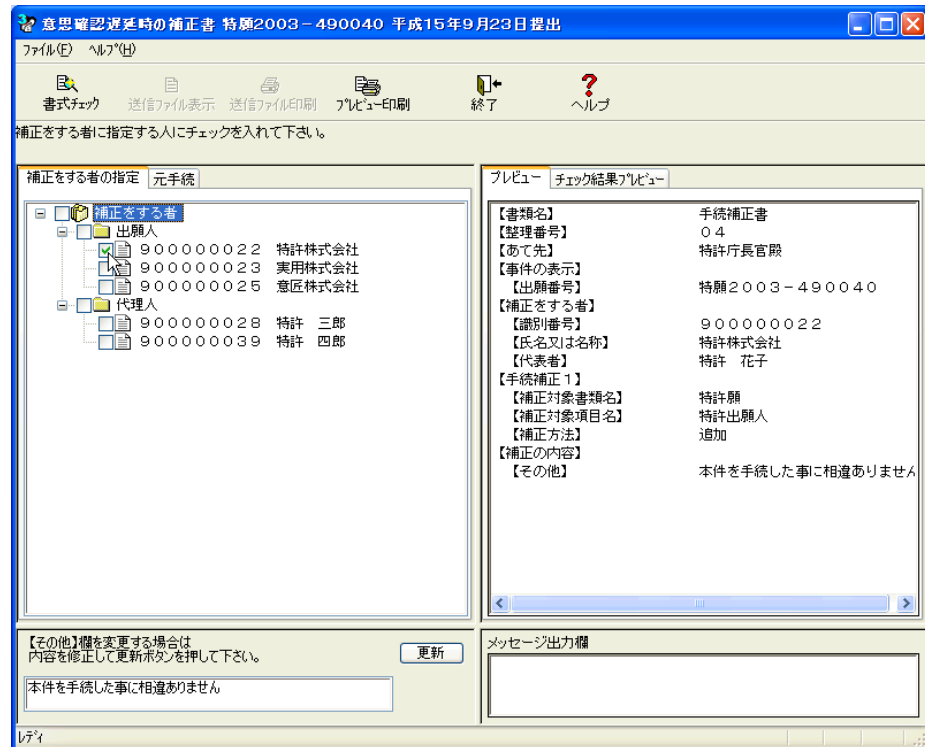 意思確認遅延時の補正書 特願2003－490040 平成15年9月23日提出
ファイル(F) ヘルプ(H)
書式チェック 送信ファイル表示 送信ファイル印刷 プレビュー印刷 終了 ヘルプ
補正をする者に指定する人にチェックを入れて下さい。
補正をする者の指定 元手続
補正をする者
出願人
９０００００022 特許株式会社
９０００００023 実用株式会社
９０００００025 意匠株式会社
代理人
９０００００028 特許 三郎
９０００００039 特許 四郎
プレビュー チェック結果プレビュー
【書類名】 手続補正書
【整理番号】 ０４
【あて先】 特許庁長官殿
【事件の表示】
【出願番号】 特願２００３－４９００４０
【補正をする者】
【識別番号】 ９０００００022
【氏名又は名称】 特許株式会社
【代表者】 特許 花子
【手続補正１】
【補正対象書類名】 特許願
【補正対象項目名】 特許出願人
【補正方法】 追加
【補正の内容】
【その他】 本件を手続した事に相違ありません
【その他】欄を変更する場合は
内容を修正して更新ボタンを押して下さい。
更新
本件を手続した事に相違ありません
メッセージ出力欄
レディ